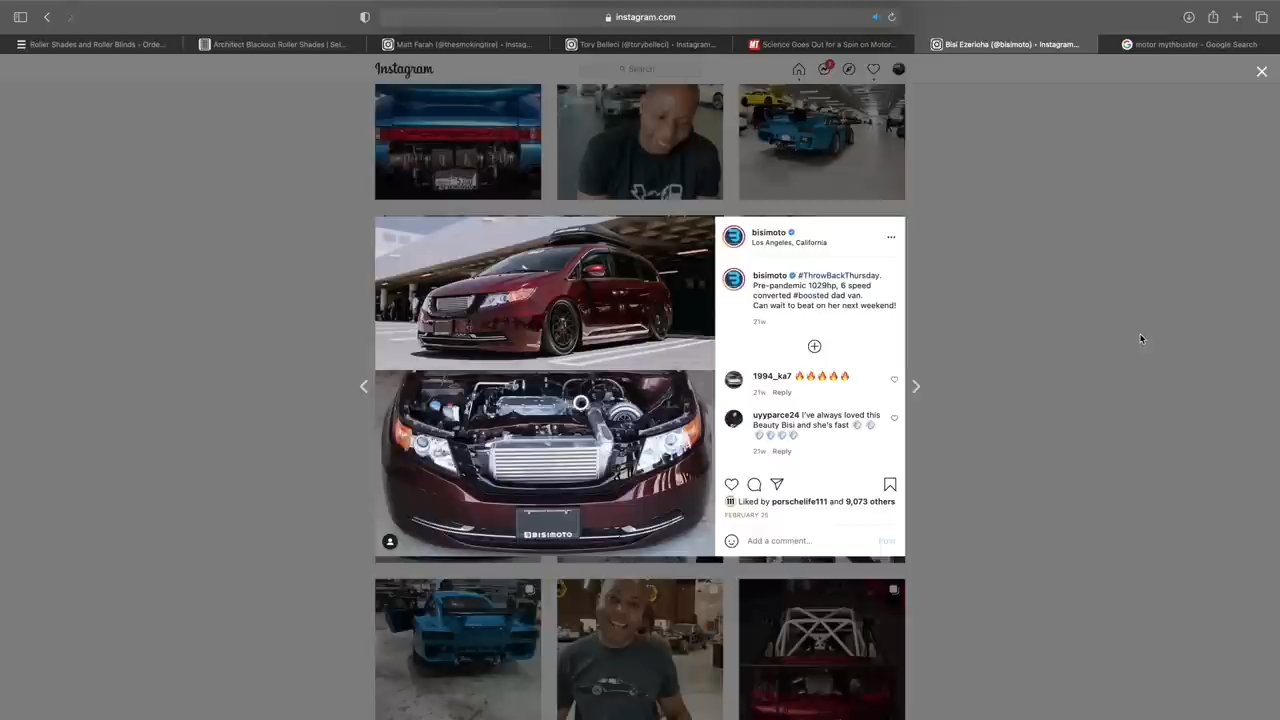 instagram.com
Roller Shades and Roller Blinds - Orde...
Architect Blackout Roller Shades | Sel...
Matt Farah (@thesmokingtire) • Instag...
Tory Belleci (@torybelleci) • Instagram...
Science Goes Out for a Spin on Motor...
Bisi Ezerioha (@bisimoto) • Instagram...
motor mythbuster - Google Search
Instagram
Search
bisimoto
Los Angeles, California
bisimoto #ThrowBackThursday.
Pre-pandemic 1029hp, 6 speed
converted #boosted dad van.
Can wait to beat on her next weekend!
21w
1994_ka7 🔥🔥🔥🔥🔥
21w Reply
uyyparce24 I've always loved this
Beauty Bisi and she's fast
21w Reply
Liked by porschelife111 and 9,073 others
FEBRUARY 25
Add a comment...
Post
BISIMOTO